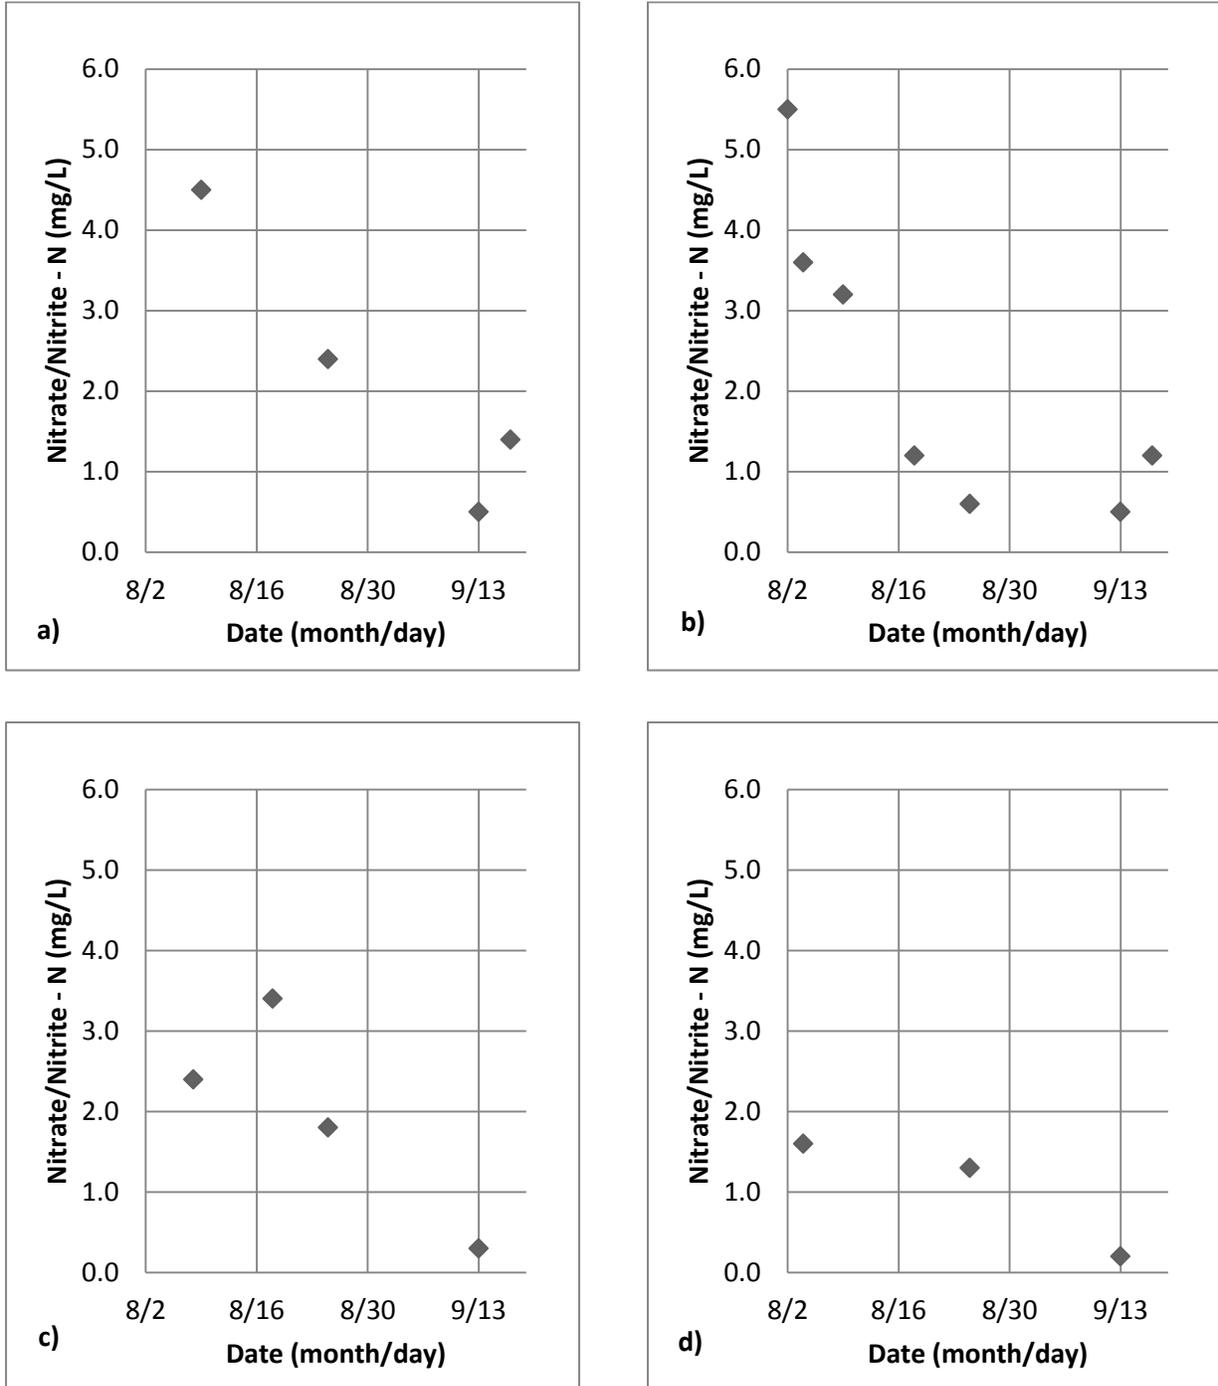 6.0
5.0
4.0
3.0
2.0
1.0
0.0
Nitrate/Nitrite - N (mg/L)
8/2 8/16 8/30 9/13
Date (month/day)
a)
6.0
5.0
4.0
3.0
2.0
1.0
0.0
Nitrate/Nitrite - N (mg/L)
8/2 8/16 8/30 9/13
Date (month/day)
b)
6.0
5.0
4.0
3.0
2.0
1.0
0.0
Nitrate/Nitrite - N (mg/L)
8/2 8/16 8/30 9/13
Date (month/day)
c)
6.0
5.0
4.0
3.0
2.0
1.0
0.0
Nitrate/Nitrite - N (mg/L)
8/2 8/16 8/30 9/13
Date (month/day)
d)